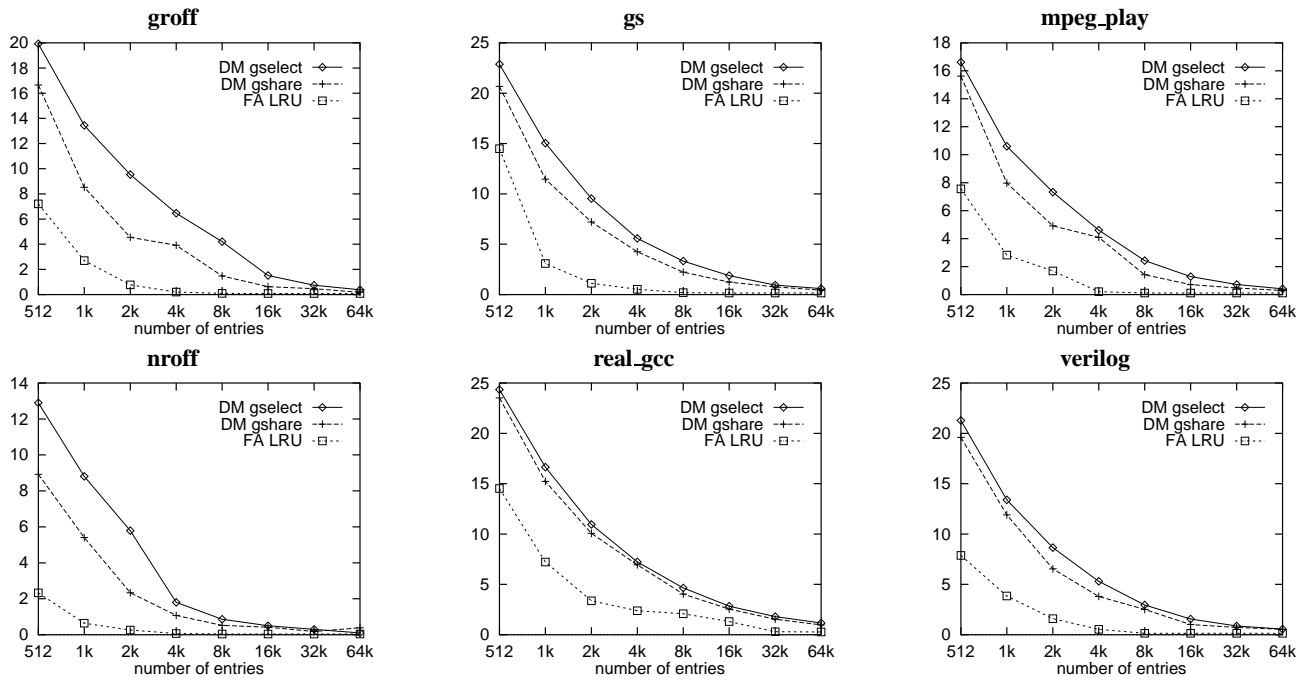 groff
20
18
16
14
12
10
8
6
4
2
0
DM gselect
DM gshare
FA LRU
512 1k 2k 4k 8k 16k 32k 64k
number of entries
gs
25
20
15
10
5
0
DM gselect
DM gshare
FA LRU
512 1k 2k 4k 8k 16k 32k 64k
number of entries
mpeg_play
18
16
14
12
10
8
6
4
2
0
DM gselect
DM gshare
FA LRU
512 1k 2k 4k 8k 16k 32k 64k
number of entries
nroff
14
12
10
8
6
4
2
0
DM gselect
DM gshare
FA LRU
512 1k 2k 4k 8k 16k 32k 64k
number of entries
real_gcc
25
20
15
10
5
0
DM gselect
DM gshare
FA LRU
512 1k 2k 4k 8k 16k 32k 64k
number of entries
verilog
25
20
15
10
5
0
DM gselect
DM gshare
FA LRU
512 1k 2k 4k 8k 16k 32k 64k
number of entries